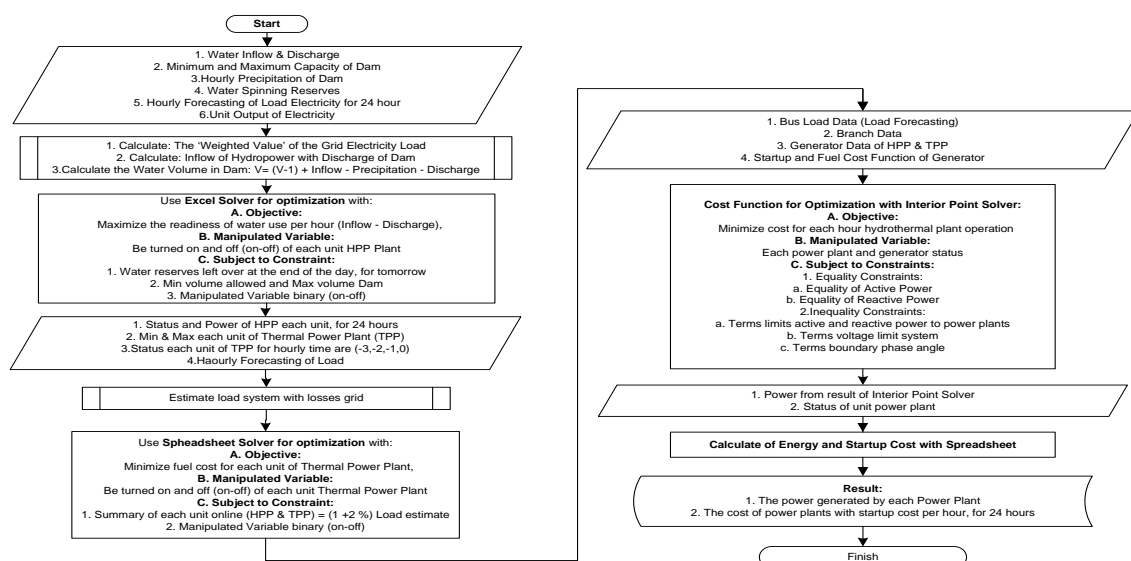 Start
1. Water Inflow & Discharge
2. Minimum and Maximum Capacity of Dam
3.Hourly Precipitation of Dam
4. Water Spinning Reserves
5. Hourly Forecasting of Load Electricity for 24 hour
6.Unit Output of Electricity
1. Calculate: The ‘Weighted Value’ of the Grid Electricity Load
2. Calculate: Inflow of Hydropower with Discharge of Dam
3.Calculate the Water Volume in Dam: V= (V-1) + Inflow - Precipitation - Discharge
Use Excel Solver for optimization with:
A. Objective:
Maximize the readiness of water use per hour (Inflow - Discharge),
B. Manipulated Variable:
Be turned on and off (on-off) of each unit HPP Plant
C. Subject to Constraint:
1. Water reserves left over at the end of the day, for tomorrow
2. Min volume allowed and Max volume Dam
3. Manipulated Variable binary (on-off)
1. Status and Power of HPP each unit, for 24 hours
2. Min & Max each unit of Thermal Power Plant (TPP)
3.Status each unit of TPP for hourly time are (-3,-2,-1,0)
4.Haourly Forecasting of Load
Estimate load system with losses grid
Use Spheadsheet Solver for optimization with:
A. Objective:
Minimize fuel cost for each unit of Thermal Power Plant,
B. Manipulated Variable:
Be turned on and off (on-off) of each unit Thermal Power Plant
C. Subject to Constraint:
1. Summary of each unit online (HPP & TPP) = (1 +2 %) Load estimate
2. Manipulated Variable binary (on-off)
1. Bus Load Data (Load Forecasting)
2. Branch Data
3. Generator Data of HPP & TPP
4. Startup and Fuel Cost Function of Generator
Cost Function for Optimization with Interior Point Solver:
A. Objective:
Minimize cost for each hour hydrothermal plant operation
B. Manipulated Variable:
Each power plant and generator status
C. Subject to Constraints:
1. Equality Constraints:
a. Equality of Active Power
b. Equality of Reactive Power
2.Inequality Constraints:
a. Terms limits active and reactive power to power plants
b. Terms voltage limit system
c. Terms boundary phase angle
1. Power from result of Interior Point Solver
2. Status of unit power plant
Calculate of Energy and Startup Cost with Spreadsheet
Result:
1. The power generated by each Power Plant
2. The cost of power plants with startup cost per hour, for 24 hours
Finish